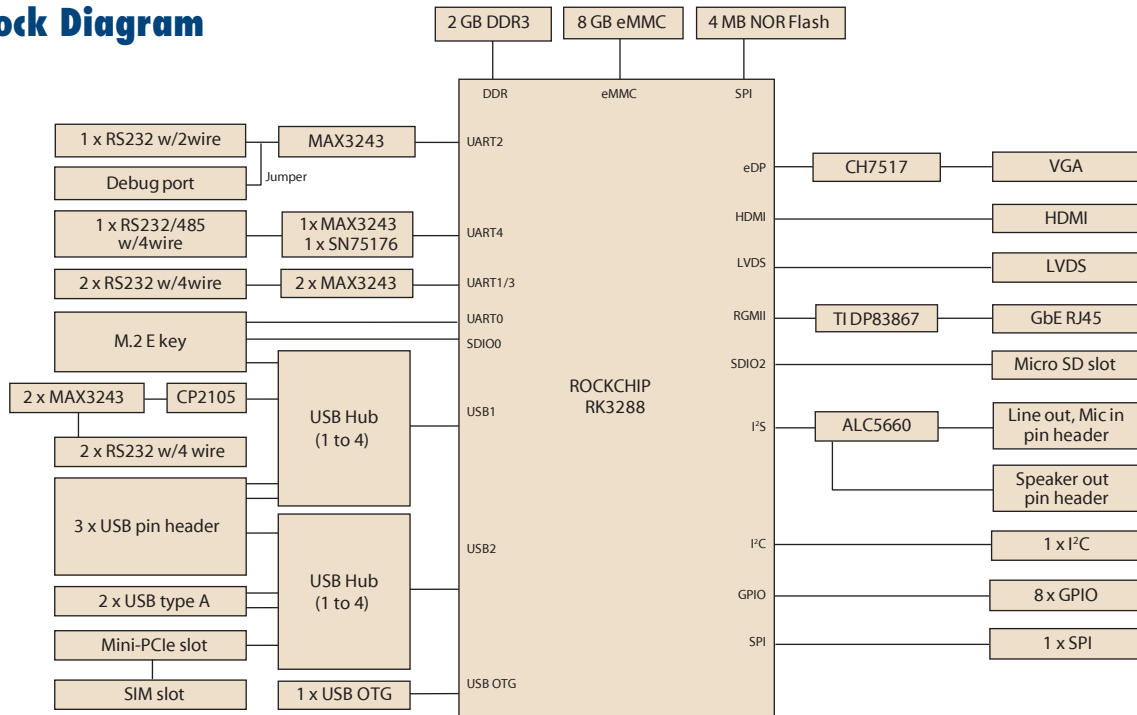 ock Diagram
2 GB DDR3
8 GB eMMC
4 MB NOR Flash
DDR
eMMC
SPI
1 x RS232 w/2wire
MAX3243
UART2
Debug port
Jumper
1 x RS232/485
w/4wire
1x MAX3243
1 x SN75176
UART4
2 x RS232 w/4wire
2 x MAX3243
UART1/3
M.2 E key
UART0
SDIO0
2 x MAX3243
CP2105
USB Hub
(1 to 4)
USB1
2 x RS232 w/4 wire
3 x USB pin header
USB Hub
(1 to 4)
USB2
2 x USB type A
Mini-PCIe slot
SIM slot
1 x USB OTG
USB OTG
ROCKCHIP
RK3288
eDP
CH7517
VGA
HDMI
HDMI
LVDS
LVDS
RGMII
TI DP83867
GbE RJ45
SDIO2
Micro SD slot
I²S
ALC5660
Line out, Mic in
pin header
Speaker out
pin header
I²C
1 x I²C
GPIO
8 x GPIO
SPI
1 x SPI